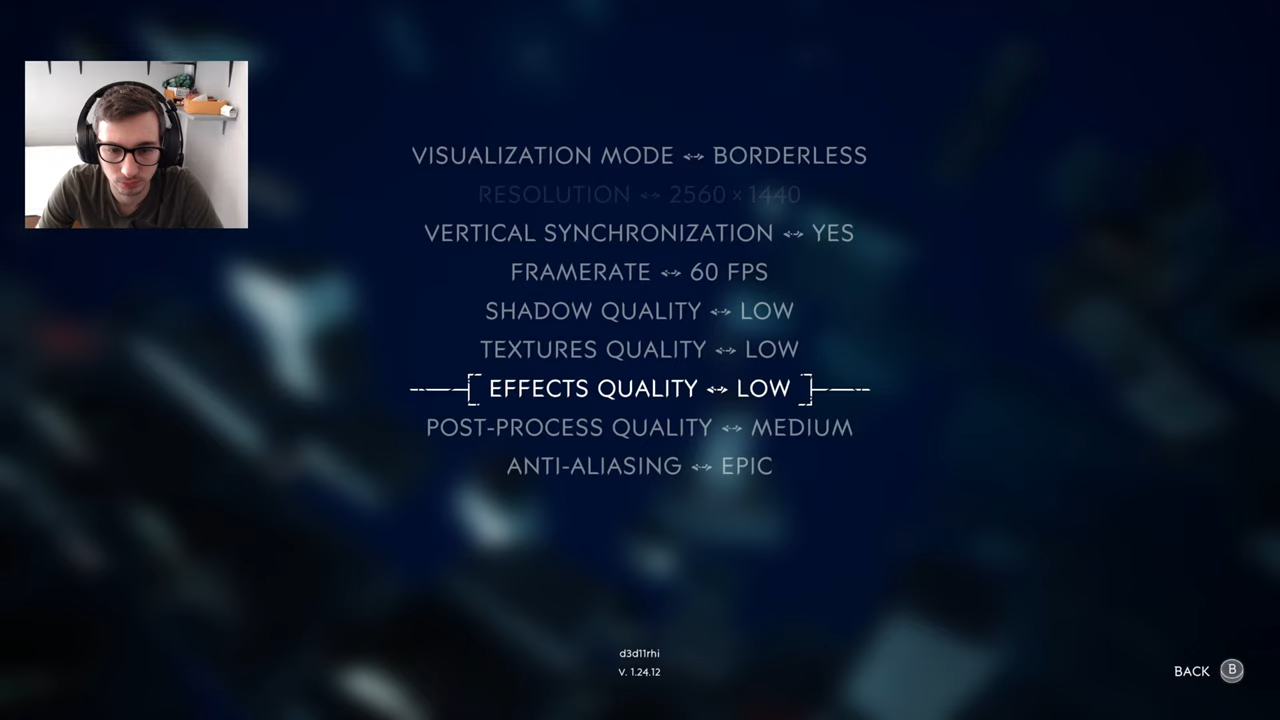 VISUALIZATION MODE ↔ BORDERLESS
RESOLUTION ↔ 2560 × 1440
VERTICAL SYNCHRONIZATION ↔ YES
FRAMERATE ↔ 60 FPS
SHADOW QUALITY ↔ LOW
TEXTURES QUALITY ↔ LOW
EFFECTS QUALITY ↔ LOW
POST-PROCESS QUALITY ↔ MEDIUM
ANTI-ALIASING ↔ EPIC
d3d11rhi
V. 1.24.12
BACK B